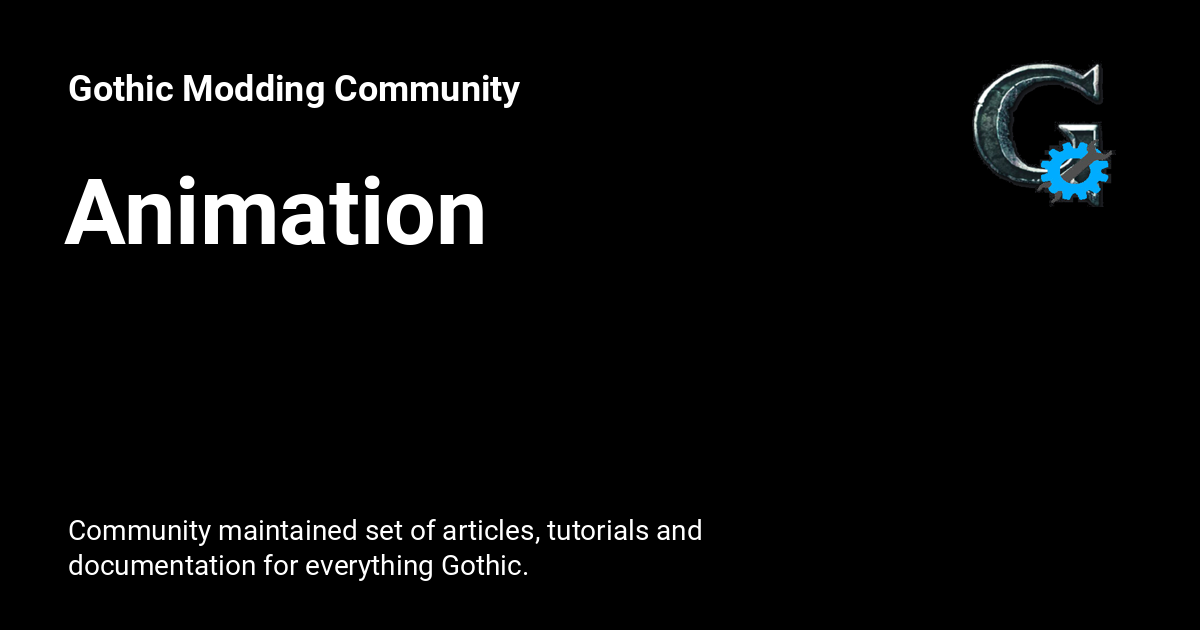 Gothic Modding Community
Animation
G
Community maintained set of articles, tutorials and
documentation for everything Gothic.